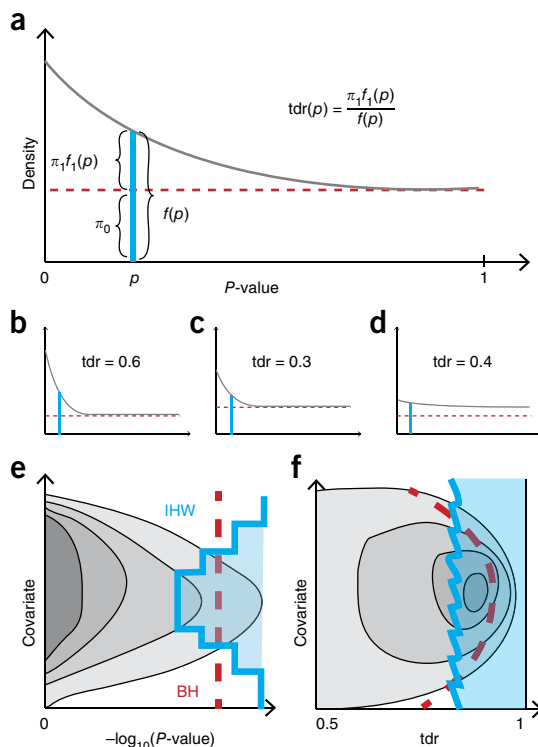 a
Density
tdr(p) = π₁f₁(p) / f(p)
π₁f₁(p)
f(p)
π₀
0
p
1
P-value
b
tdr = 0.6
c
tdr = 0.3
d
tdr = 0.4
e
Covariate
IHW
BH
0
–log₁₀(P-value)
f
Covariate
0.5
1
tdr